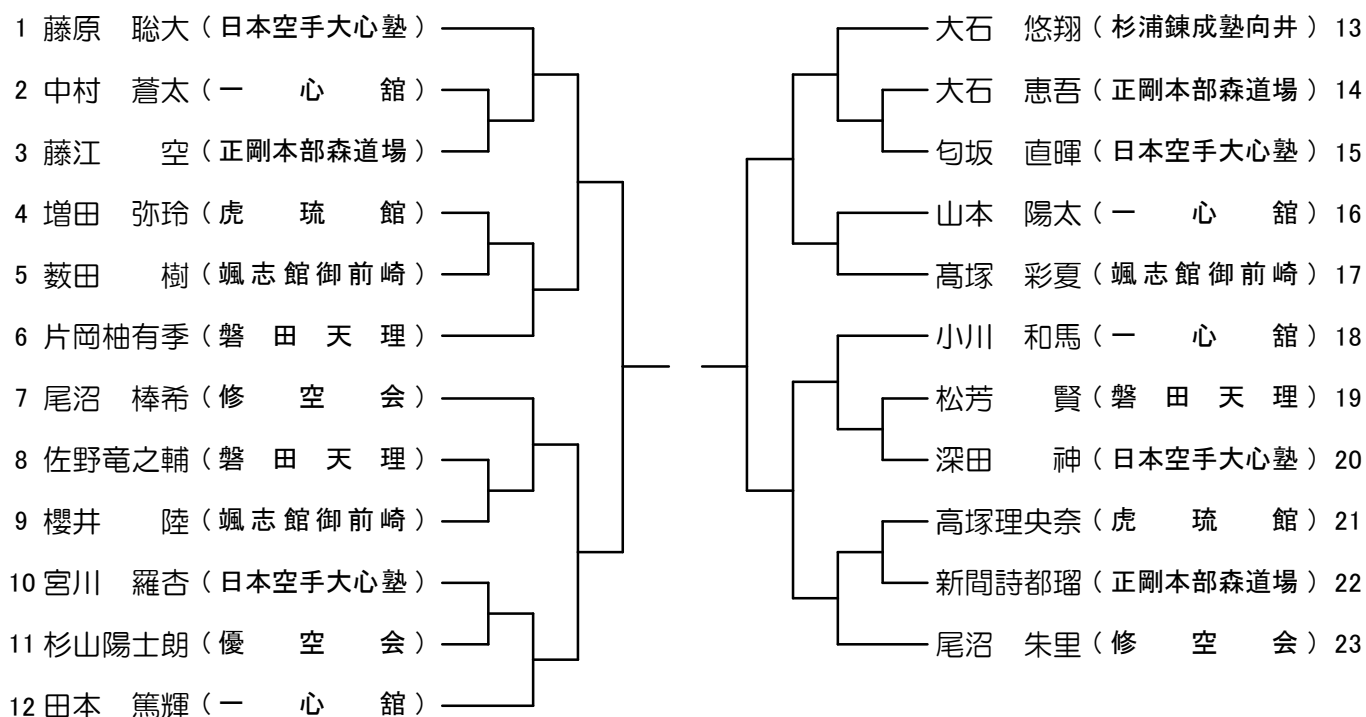 1 藤原 聡大（日本空手大心塾）
2 中村 蒼太（一心舘）
3 藤江 空（正剛本部森道場）
4 増田 弥玲（虎琉館）
5 薮田 樹（颯志館御前崎）
6 片岡柚有季（磐田天理）
7 尾沼 棒希（修空会）
8 佐野竜之輔（磐田天理）
9 櫻井 陸（颯志館御前崎）
10 宮川 羅杏（日本空手大心塾）
11 杉山陽士朗（優空会）
12 田本 篤輝（一心舘）
大石 悠翔（杉浦錬成塾向井）13
大石 恵吾（正剛本部森道場）14
匂坂 直暉（日本空手大心塾）15
山本 陽太（一心舘）16
髙塚 彩夏（颯志館御前崎）17
小川 和馬（一心舘）18
松芳 賢（磐田天理）19
深田 神（日本空手大心塾）20
高塚理央奈（虎琉館）21
新間詩都瑠（正剛本部森道場）22
尾沼 朱里（修空会）23